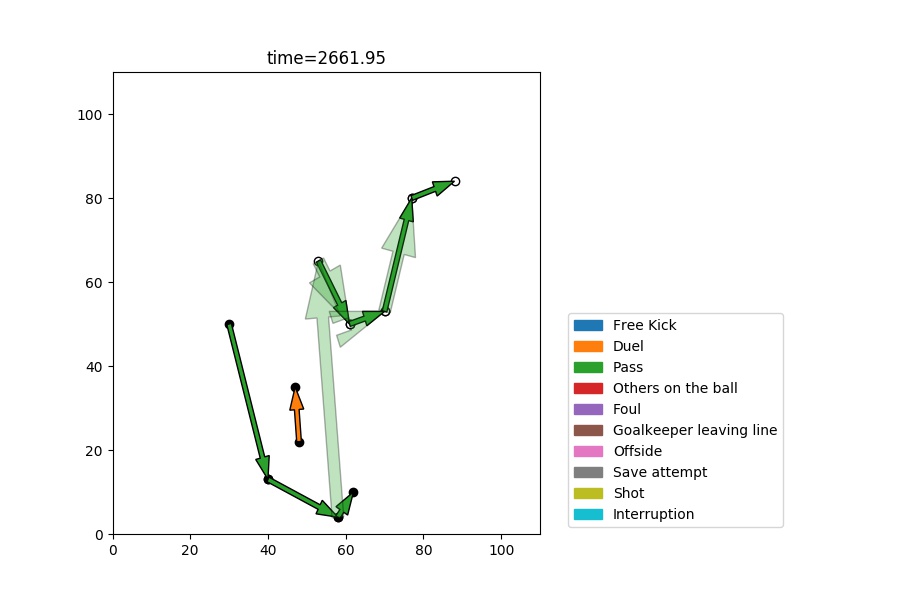 time=2661.95
100
80
60
40
20
0
0 20 40 60 80 100
Free Kick
Duel
Pass
Others on the ball
Foul
Goalkeeper leaving line
Offside
Save attempt
Shot
Interruption